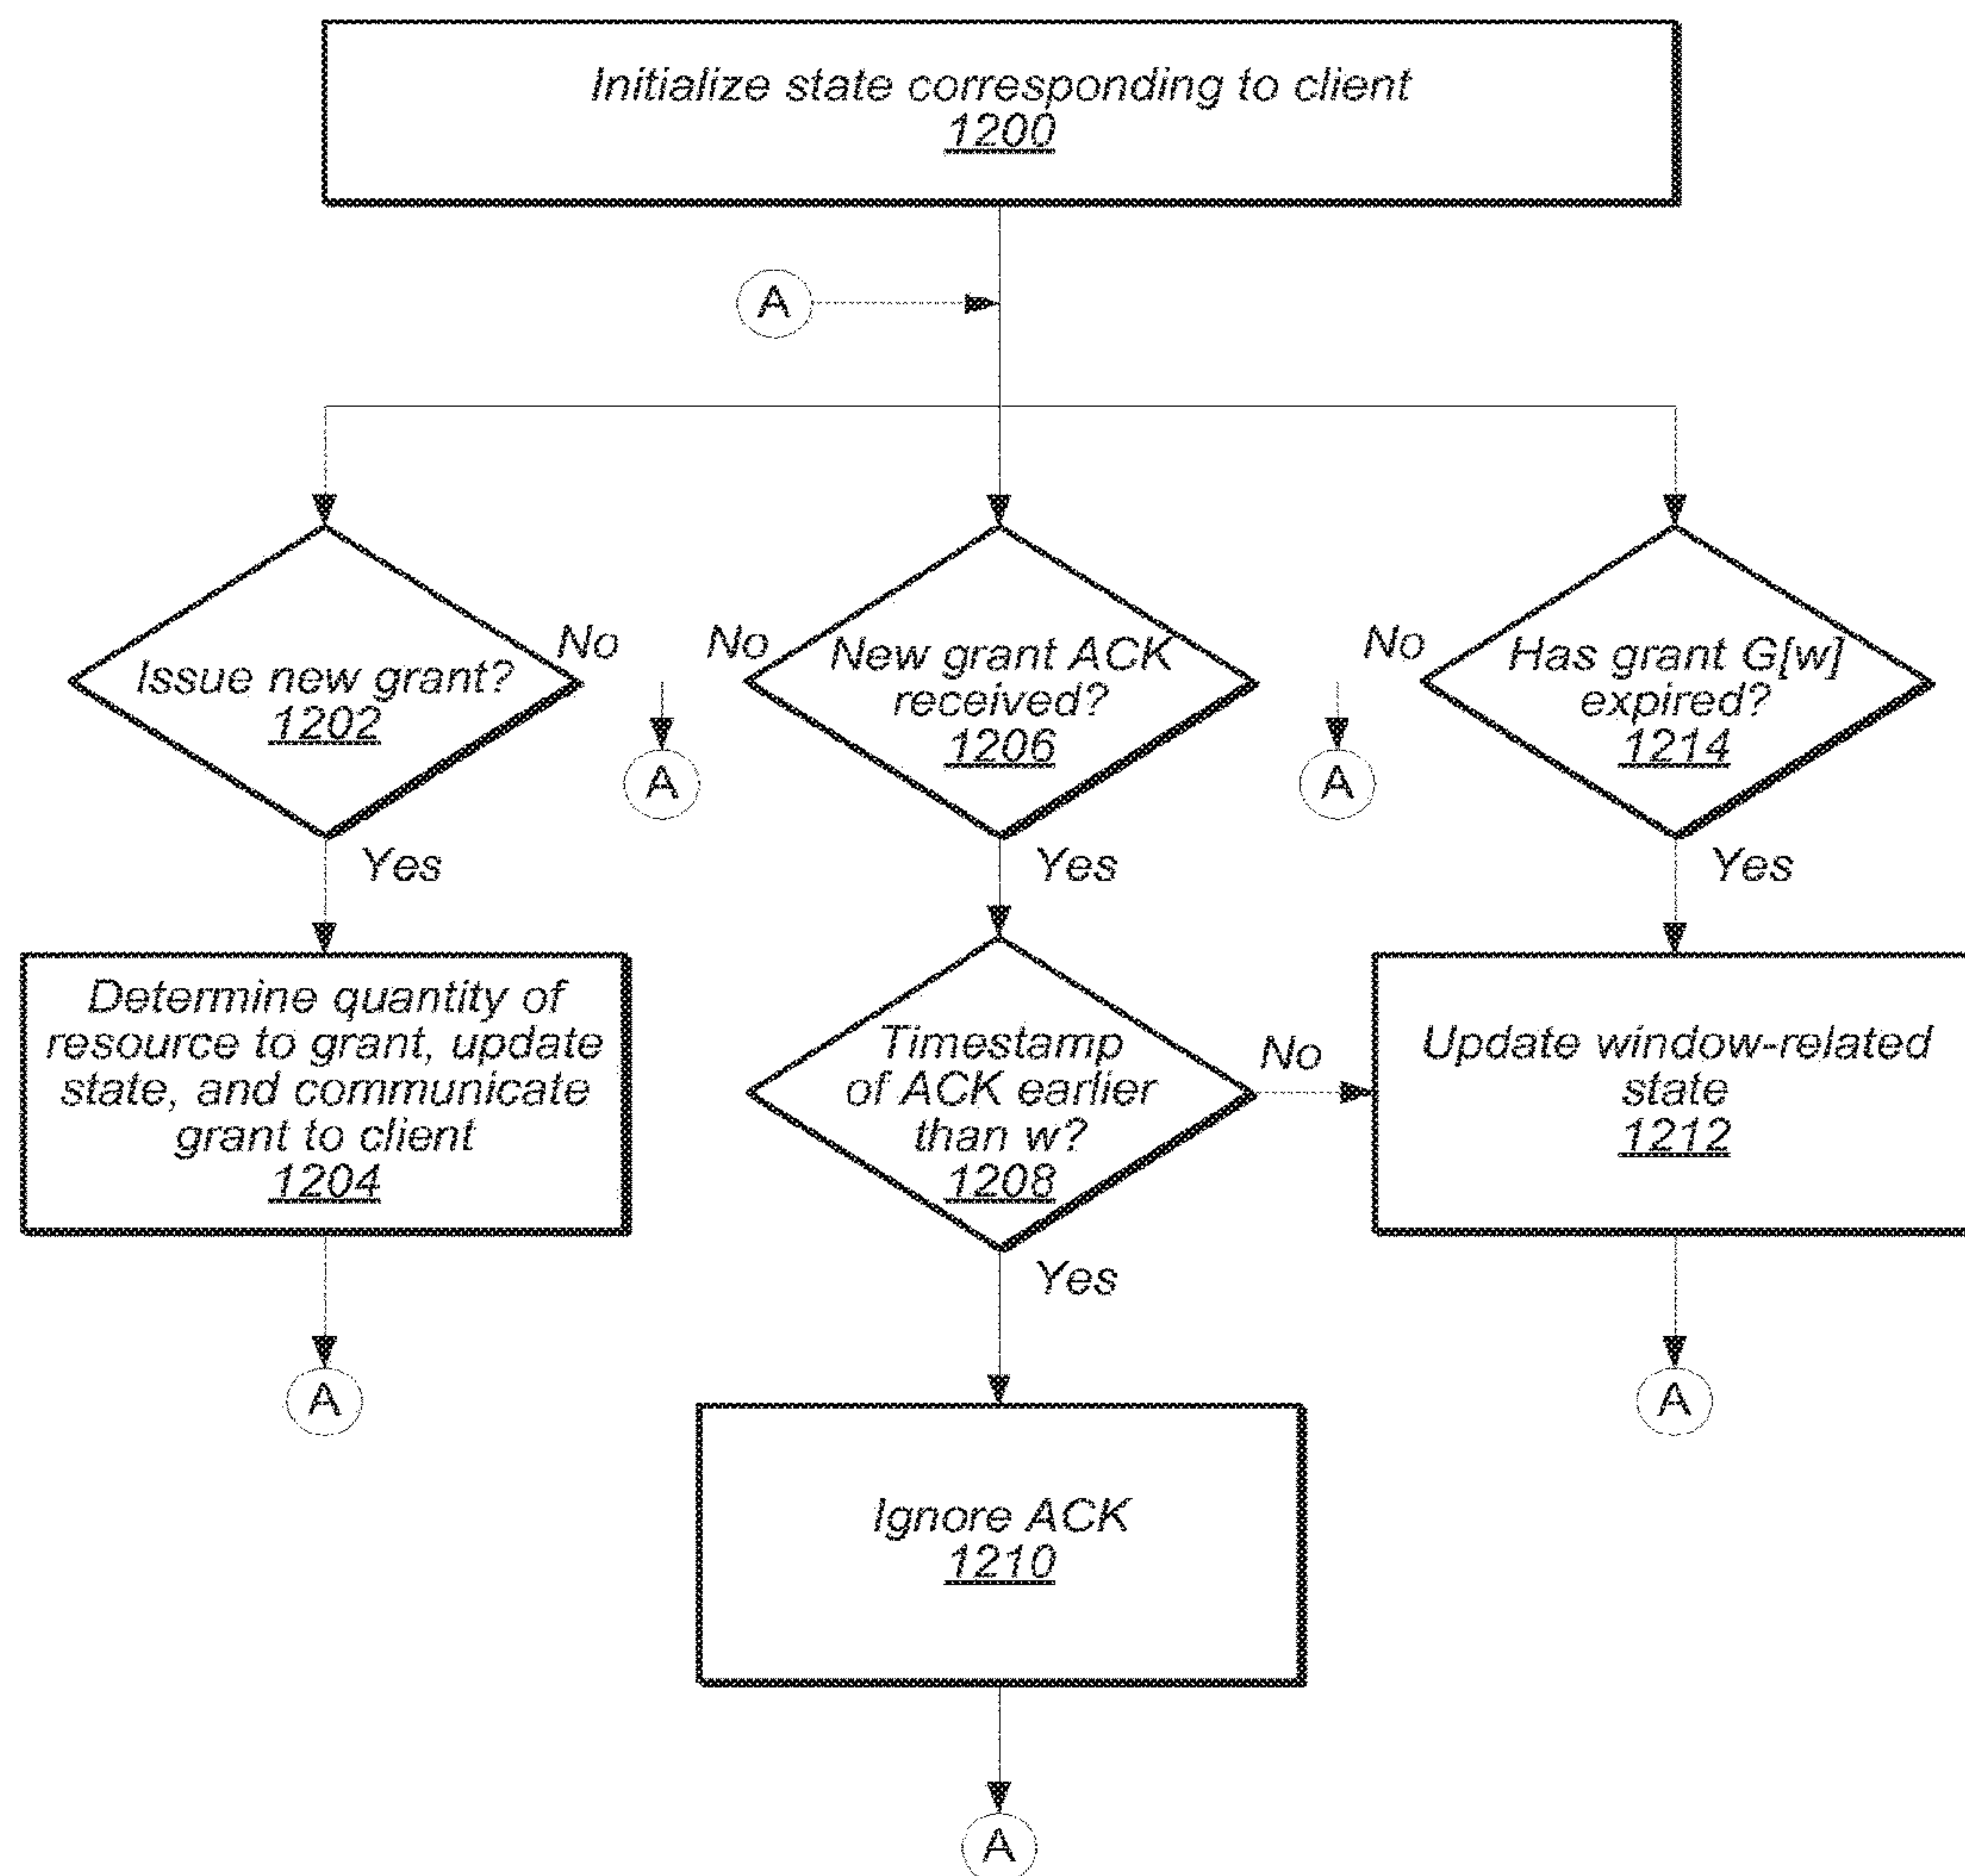 Initialize state corresponding to client
1200
A
Issue new grant?
1202
No
A
No
New grant ACK
received?
1206
A
No
Has grant G[w]
expired?
1214
Yes
Yes
Yes
Determine quantity of
resource to grant, update
state, and communicate
grant to client
1204
Timestamp
of ACK earlier
than w?
1208
No
Update window-related
state
1212
Yes
A
A
Ignore ACK
1210
A